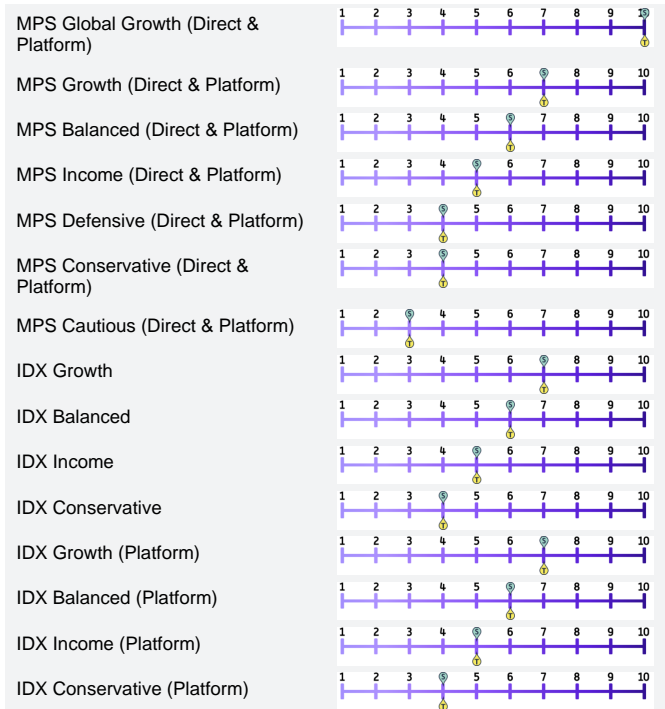 MPS Global Growth (Direct &
Platform)
1 2 3 4 5 6 7 8 9 10
S
T
MPS Growth (Direct & Platform)
1 2 3 4 5 6 7 8 9 10
S
T
MPS Balanced (Direct & Platform)
1 2 3 4 5 6 7 8 9 10
S
T
MPS Income (Direct & Platform)
1 2 3 4 5 6 7 8 9 10
S
T
MPS Defensive (Direct & Platform)
1 2 3 4 5 6 7 8 9 10
S
T
MPS Conservative (Direct &
Platform)
1 2 3 4 5 6 7 8 9 10
S
T
MPS Cautious (Direct & Platform)
1 2 3 4 5 6 7 8 9 10
S
T
IDX Growth
1 2 3 4 5 6 7 8 9 10
S
T
IDX Balanced
1 2 3 4 5 6 7 8 9 10
S
T
IDX Income
1 2 3 4 5 6 7 8 9 10
S
T
IDX Conservative
1 2 3 4 5 6 7 8 9 10
S
T
IDX Growth (Platform)
1 2 3 4 5 6 7 8 9 10
S
T
IDX Balanced (Platform)
1 2 3 4 5 6 7 8 9 10
S
T
IDX Income (Platform)
1 2 3 4 5 6 7 8 9 10
S
T
IDX Conservative (Platform)
1 2 3 4 5 6 7 8 9 10
S
T